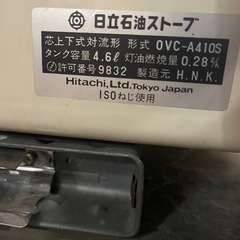 日立石油ストーブ
芯上下式対流形 形式 OVC-A410S
タンク容量 4.6ℓ 灯油燃焼量 0.28ℓ/h
許可番号 9832 製造元 H.N.K.
Hitachi, Ltd. Tokyo Japan
ISOねじ使用